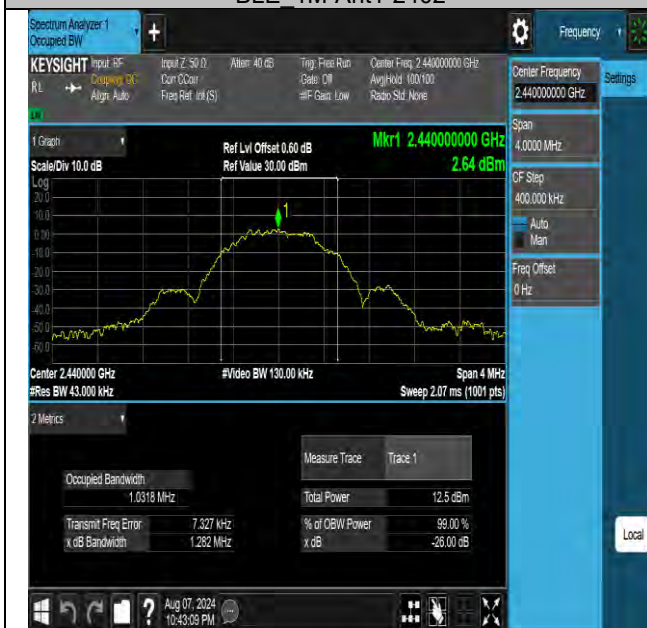 Spectrum Analyzer 1
Occupied BW
+
Frequency
KEYSIGHT Input: RF Input Z: 50 Ω Atten: 40 dB Trig: Free Run Center Freq: 2.440000000 GHz
RL Coupling: DC Corr CCorr Gate: Off Avg|Hold: 100/100
Align: Auto Freq Ref: Int (S) #IF Gain: Low Radio Std: None
Center Frequency
2.440000000 GHz
Settings
Span
4.0000 MHz
CF Step
400.000 kHz
Auto
Man
Freq Offset
0 Hz
1 Graph
Ref Lvl Offset 0.60 dB
Mkr1 2.440000000 GHz
Scale/Div 10.0 dB
Ref Value 30.00 dBm
2.64 dBm
Log
20.0
10.0
1
0.00
-10.0
-20.0
-30.0
-40.0
-50.0
-60.0
Center 2.440000 GHz #Video BW 130.00 kHz Span 4 MHz
#Res BW 43.000 kHz Sweep 2.07 ms (1001 pts)
2 Metrics
Measure Trace Trace 1
Occupied Bandwidth
1.0318 MHz
Total Power 12.5 dBm
Transmit Freq Error 7.327 kHz
% of OBW Power 99.00 %
x dB Bandwidth 1.282 MHz
x dB -26.00 dB
Local
?
Aug 07, 2024
10:43:09 PM